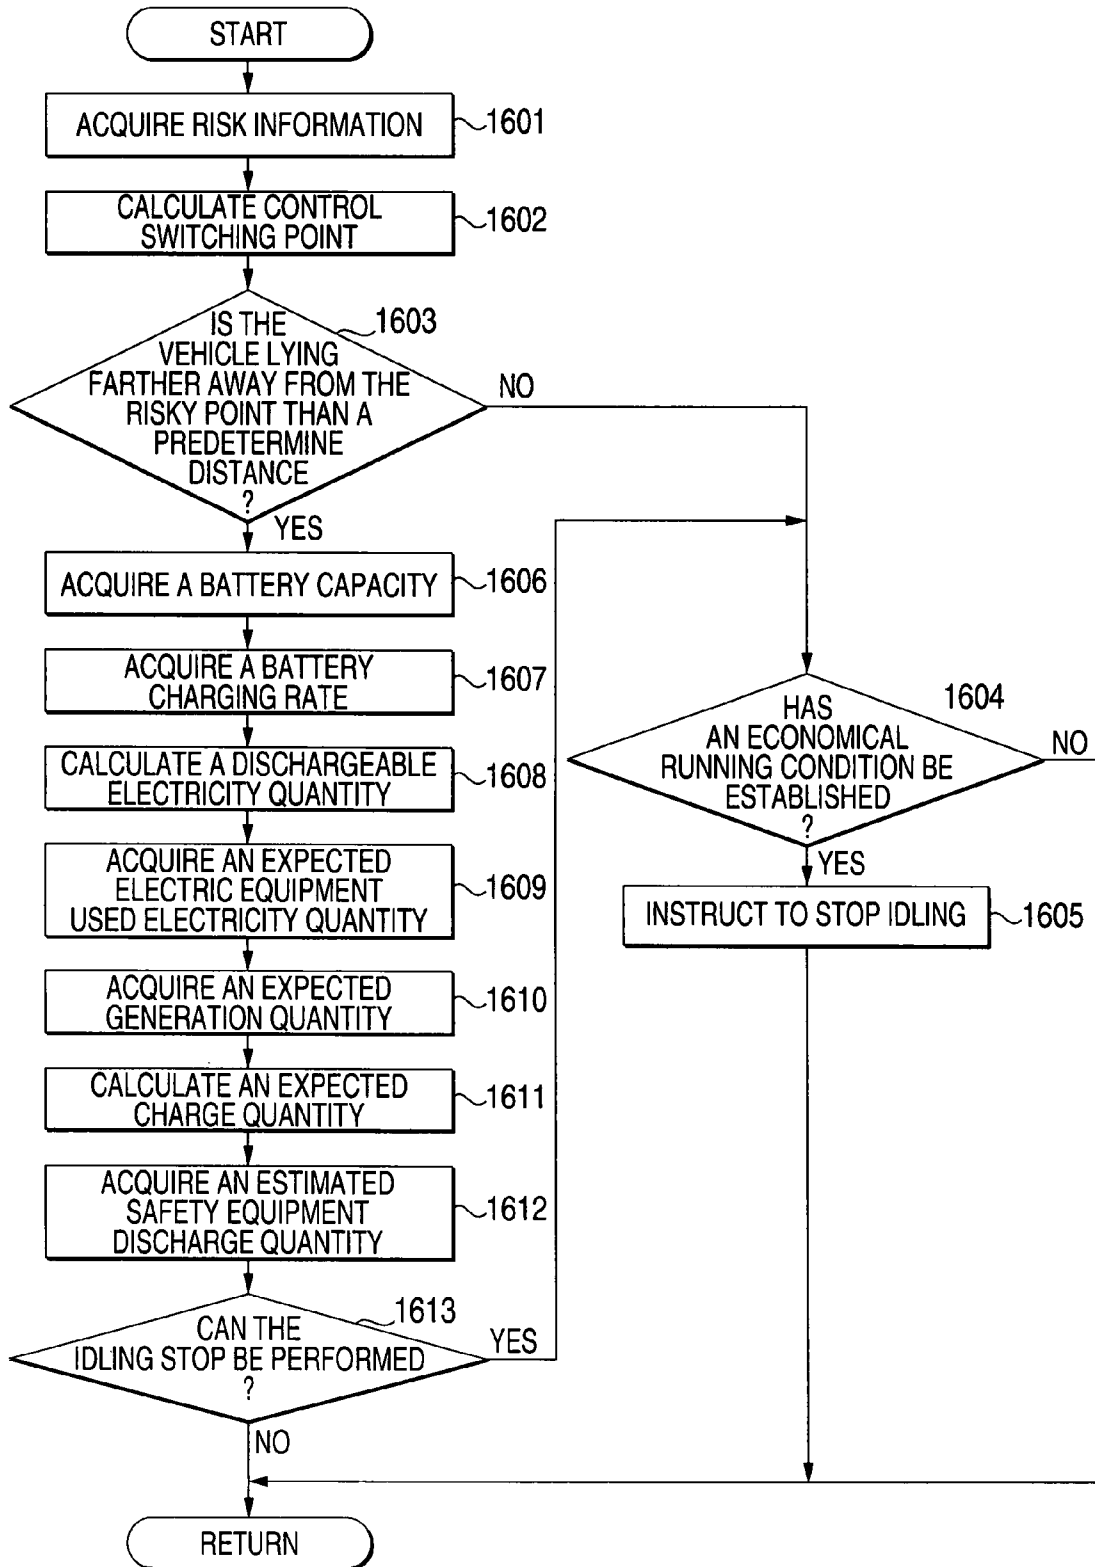 START
ACQUIRE RISK INFORMATION
1601
CALCULATE CONTROL
SWITCHING POINT
1602
IS THE
VEHICLE LYING
FARTHER AWAY FROM THE
RISKY POINT THAN A
PREDETERMINE
DISTANCE
?
1603
NO
YES
ACQUIRE A BATTERY CAPACITY
1606
ACQUIRE A BATTERY
CHARGING RATE
1607
CALCULATE A DISCHARGEABLE
ELECTRICITY QUANTITY
1608
ACQUIRE AN EXPECTED
ELECTRIC EQUIPMENT
USED ELECTRICITY QUANTITY
1609
ACQUIRE AN EXPECTED
GENERATION QUANTITY
1610
CALCULATE AN EXPECTED
CHARGE QUANTITY
1611
ACQUIRE AN ESTIMATED
SAFETY EQUIPMENT
DISCHARGE QUANTITY
1612
CAN THE
IDLING STOP BE PERFORMED
?
1613
YES
NO
HAS
AN ECONOMICAL
RUNNING CONDITION BE
ESTABLISHED
?
1604
NO
YES
INSTRUCT TO STOP IDLING
1605
RETURN